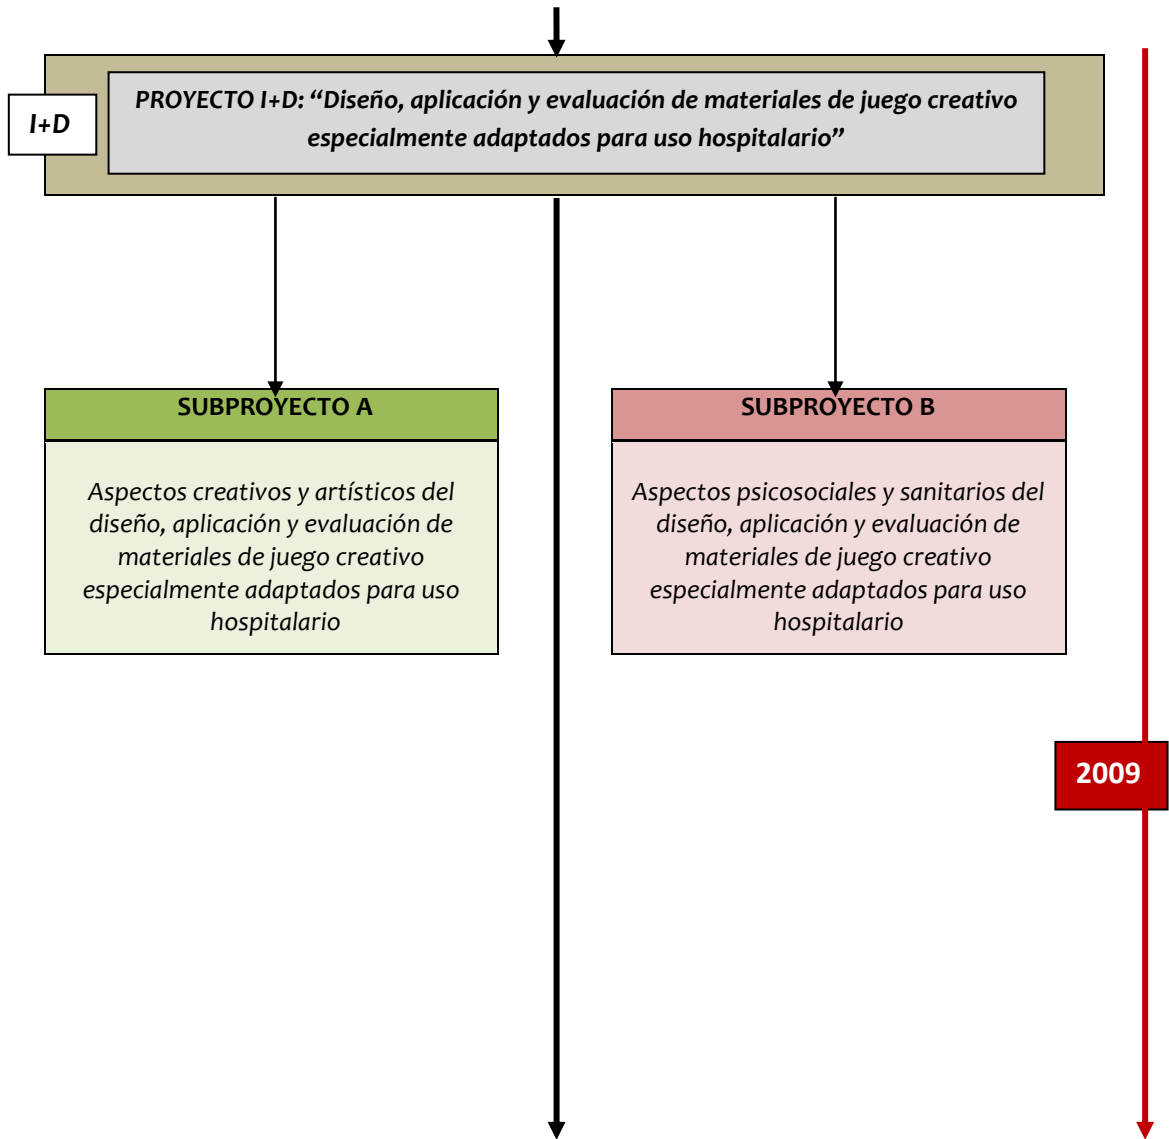 I+D
PROYECTO I+D: “Diseño, aplicación y evaluación de materiales de juego creativo
especialmente adaptados para uso hospitalario”
SUBPROYECTO A
Aspectos creativos y artísticos del
diseño, aplicación y evaluación de
materiales de juego creativo
especialmente adaptados para uso
hospitalario
SUBPROYECTO B
Aspectos psicosociales y sanitarios del
diseño, aplicación y evaluación de
materiales de juego creativo
especialmente adaptados para uso
hospitalario
2009